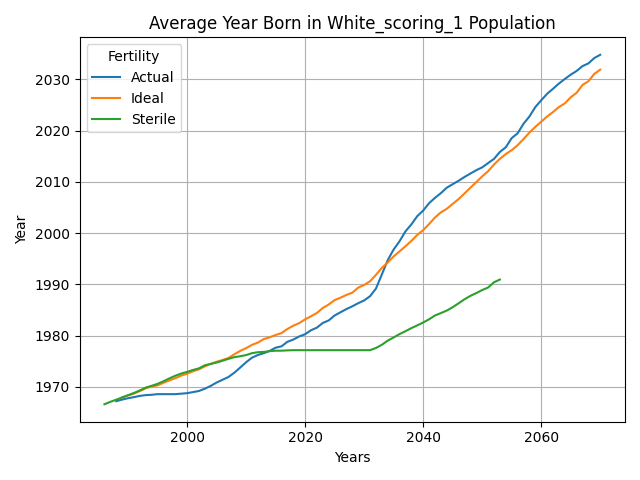 Average Year Born in White_scoring_1 Population
Fertility
Actual
Ideal
Sterile
2030
2020
2010
2000
1990
1980
1970
Year
2000
2020
2040
2060
Years